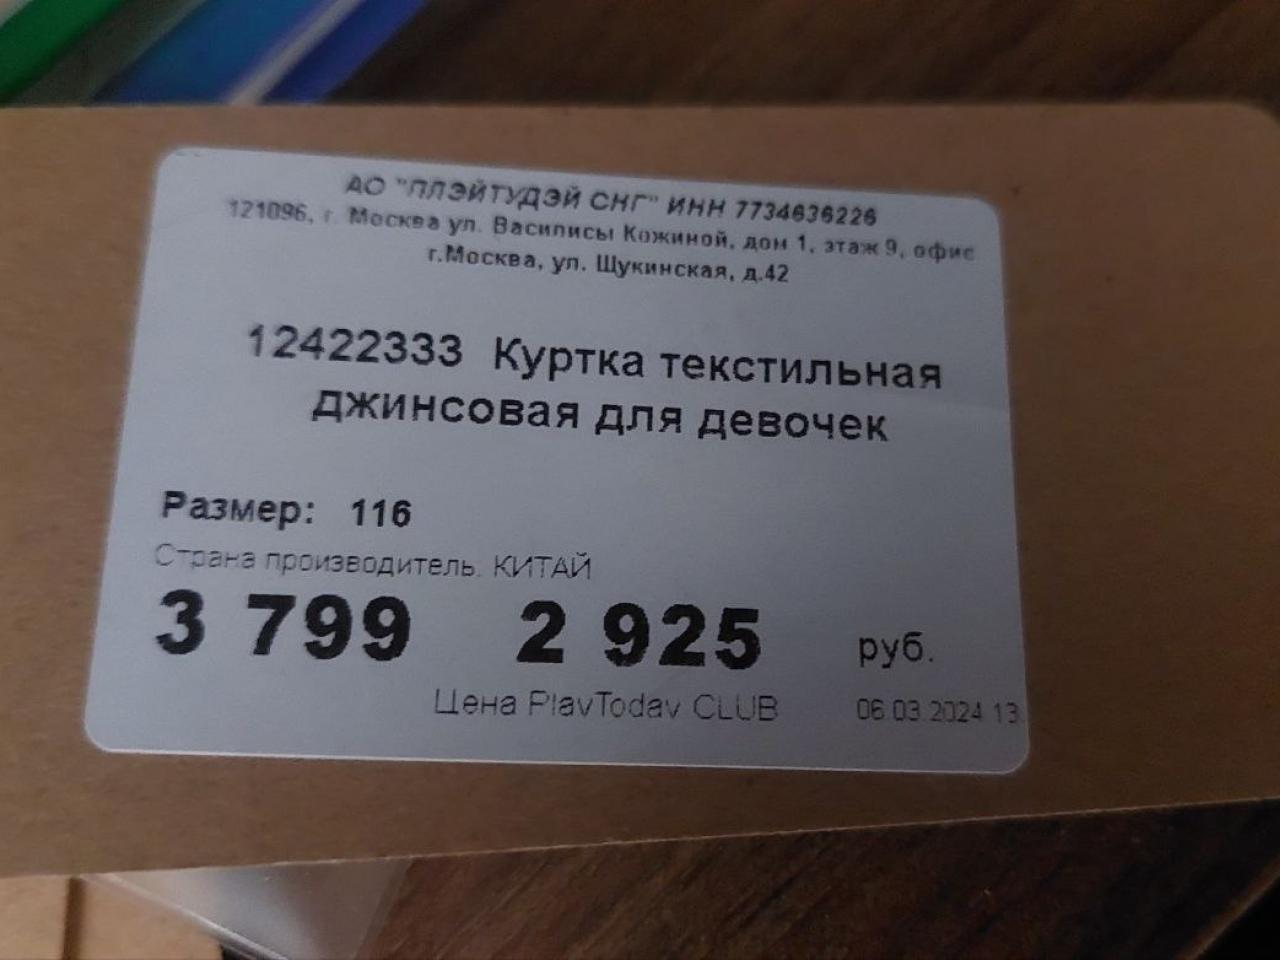 АО "ПЛЭЙТУДЭЙ СНГ" ИНН 7734636226
121096, г. Москва ул. Василисы Кожиной, дом 1, этаж 9, офис
г.Москва, ул. Щукинская, д.42
12422333 Куртка текстильная
джинсовая для девочек
Размер: 116
Страна производитель. КИТАЙ
3 799 2 925 руб.
Цена PlayToday CLUB 06.03.2024 13